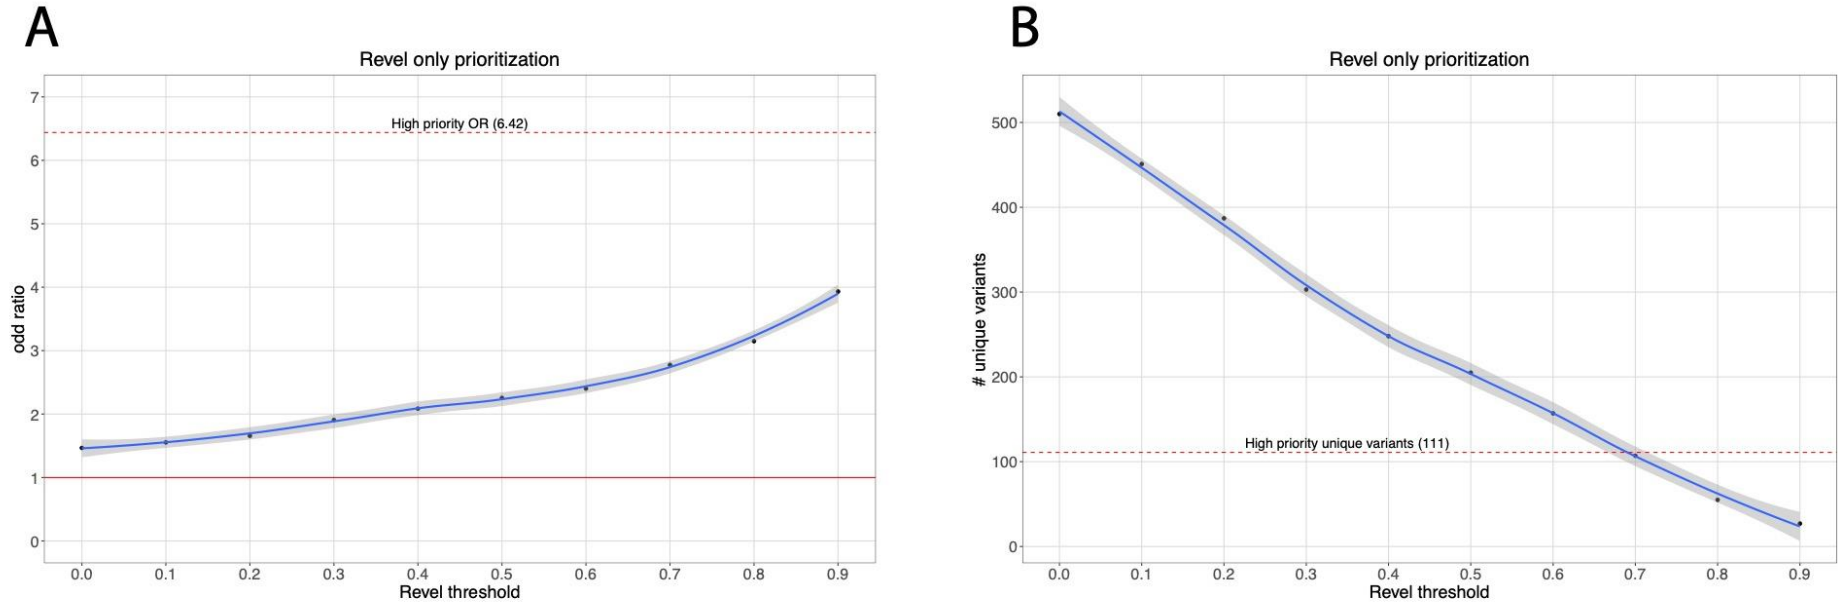 A
Revel only prioritization
7
High priority OR (6.42)
6
5
4
3
2
1
0
odd ratio
0.0 0.1 0.2 0.3 0.4 0.5 0.6 0.7 0.8 0.9
Revel threshold
B
Revel only prioritization
500
400
300
200
High priority unique variants (111)
100
0
# unique variants
0.0 0.1 0.2 0.3 0.4 0.5 0.6 0.7 0.8 0.9
Revel threshold